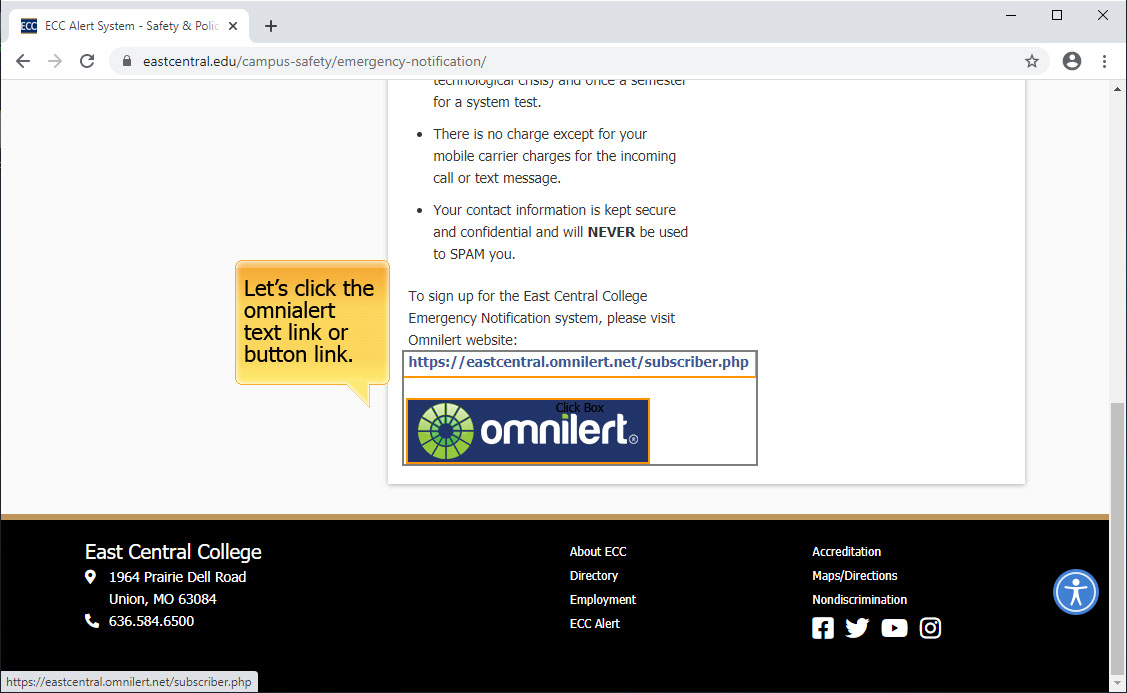 ECC ECC Alert System - Safety & Polic
eastcentral.edu/campus-safety/emergency-notification/
technological crisis) and once a semester
for a system test.
• There is no charge except for your
mobile carrier charges for the incoming
call or text message.
• Your contact information is kept secure
and confidential and will NEVER be used
to SPAM you.
Let's click the
omnialert
text link or
button link.
To sign up for the East Central College
Emergency Notification system, please visit
Omnilert website:
https://eastcentral.omnilert.net/subscriber.php
Click Box
omnilert®
East Central College
1964 Prairie Dell Road
Union, MO 63084
636.584.6500
About ECC
Directory
Employment
ECC Alert
Accreditation
Maps/Directions
Nondiscrimination
https://eastcentral.omnilert.net/subscriber.php